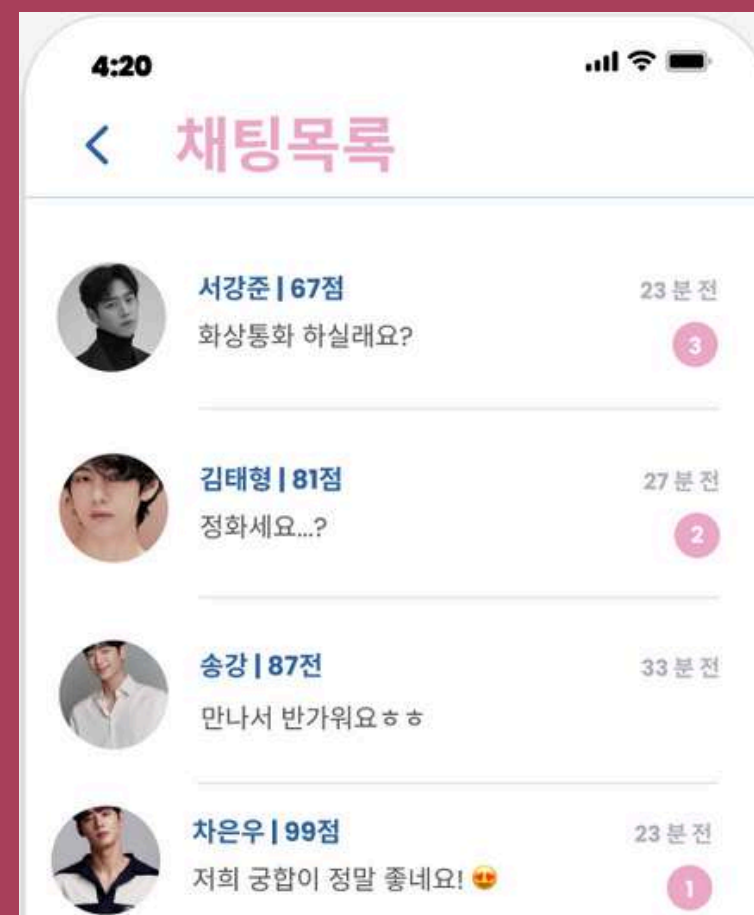 4:20
채팅목록
서강준 | 67점
23 분 전
화상통화 하실래요?
3
김태형 | 81점
27 분 전
정화세요...?
2
송강 | 87전
33 분 전
만나서 반가워요ㅎㅎ
차은우 | 99점
23 분 전
저희 궁합이 정말 좋네요! 😍
1